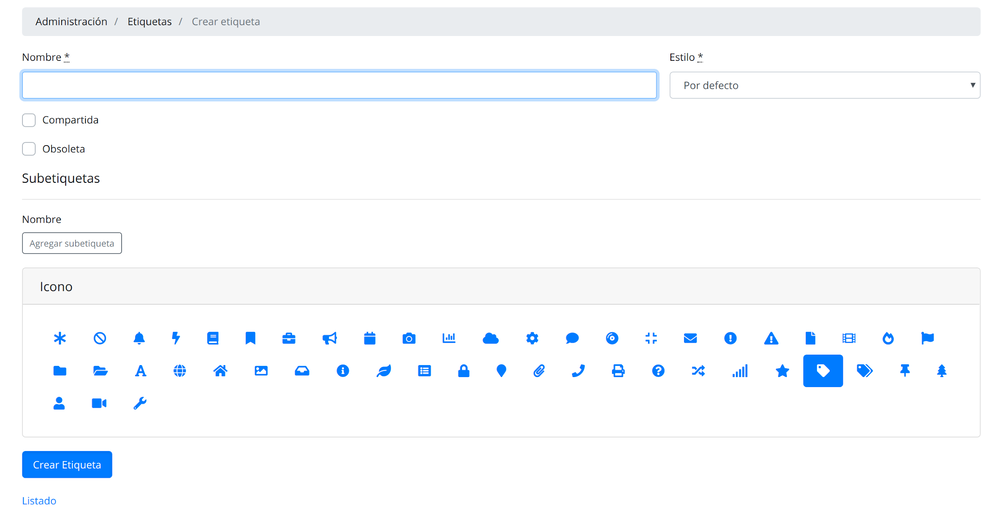 Administración / Etiquetas / Crear etiqueta
Nombre * Estilo *
Por defecto
Compartida
Obsoleta
Subetiquetas
Nombre
Agregar subetiqueta
Icono
Crear Etiqueta
Listado